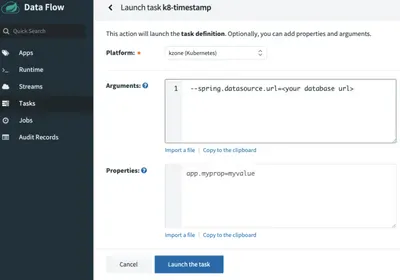 Data Flow
Quick Search
Apps
Runtime
Streams
Tasks
Jobs
Audit Records
Launch task k8-timestamp
This action will launch the task definition. Optionally, you can add properties and arguments.
Platform:
kzone (Kubernetes)
Arguments:
1 --spring.datasource.url=<your database url>
Import a file | Copy to the clipboard
Properties:
app.myprop=myvalue
Import a file | Copy to the clipboard
Cancel
Launch the task